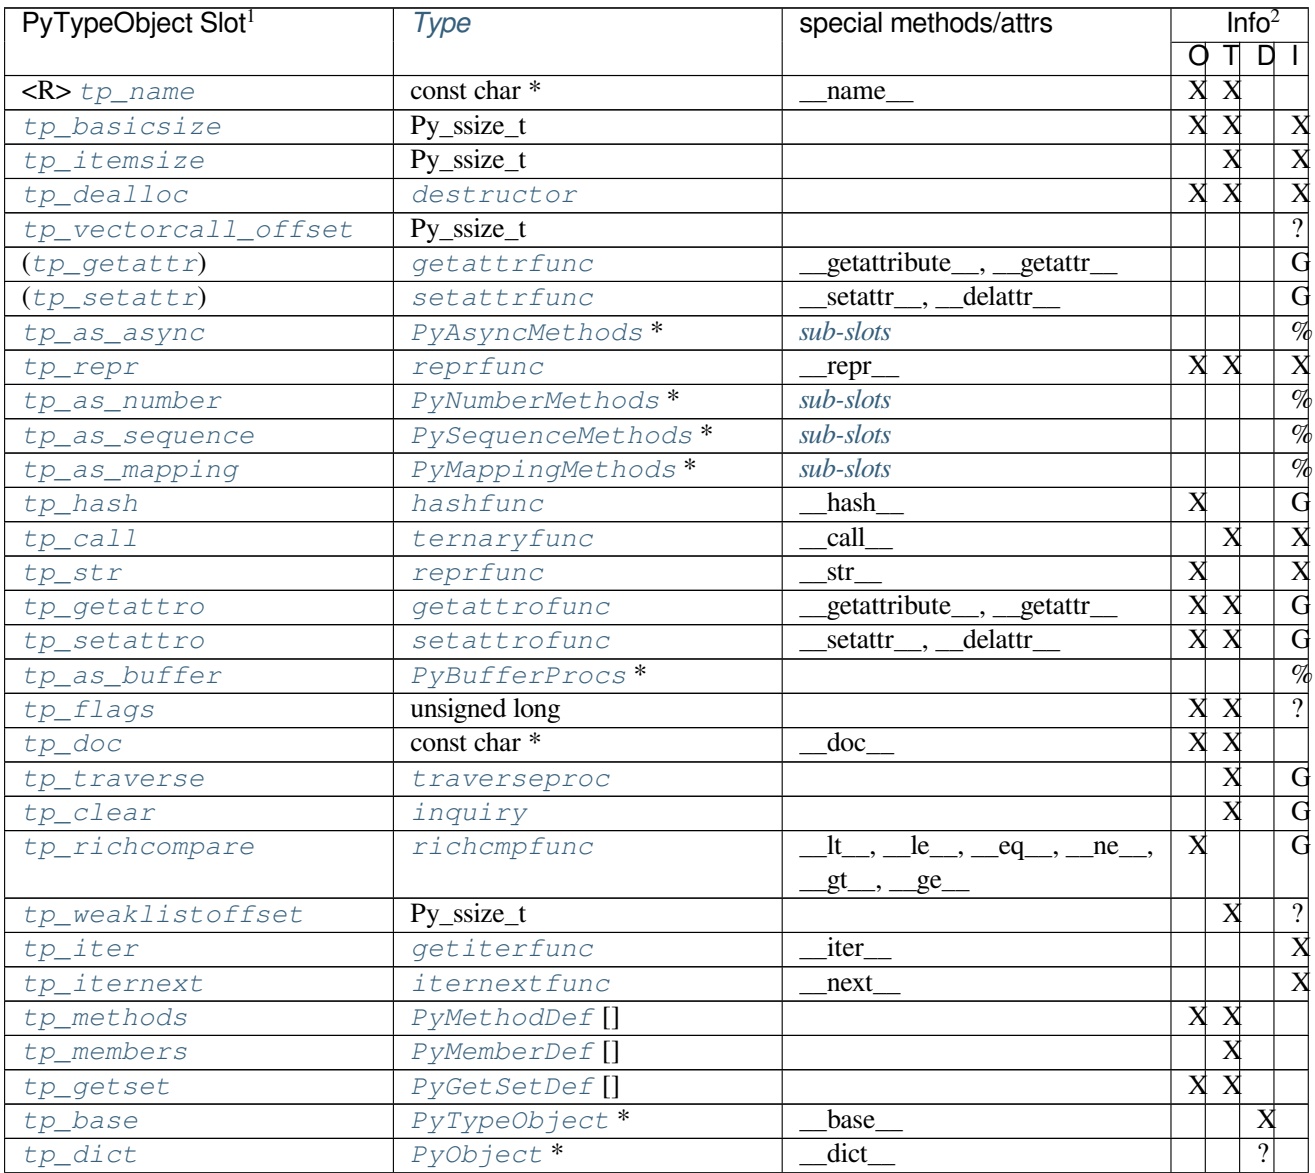 PyTypeObject Slot1 Type special methods/attrs Info2
O T D I
<R> tp_name const char * __name__ X X
tp_basicsize Py_ssize_t X X X
tp_itemsize Py_ssize_t X X
tp_dealloc destructor X X X
tp_vectorcall_offset Py_ssize_t ?
(tp_getattr) getattrfunc __getattribute__, __getattr__ G
(tp_setattr) setattrfunc __setattr__, __delattr__ G
tp_as_async PyAsyncMethods * sub-slots %
tp_repr reprfunc __repr__ X X X
tp_as_number PyNumberMethods * sub-slots %
tp_as_sequence PySequenceMethods * sub-slots %
tp_as_mapping PyMappingMethods * sub-slots %
tp_hash hashfunc __hash__ X G
tp_call ternaryfunc __call__ X X
tp_str reprfunc __str__ X X
tp_getattro getattrofunc __getattribute__, __getattr__ X X G
tp_setattro setattrofunc __setattr__, __delattr__ X X G
tp_as_buffer PyBufferProcs * %
tp_flags unsigned long X X ?
tp_doc const char * __doc__ X X
tp_traverse traverseproc X G
tp_clear inquiry X G
tp_richcompare richcmpfunc __lt__, __le__, __eq__, __ne__, X G
__gt__, __ge__
tp_weaklistoffset Py_ssize_t X ?
tp_iter getiterfunc __iter__ X
tp_iternext iternextfunc __next__ X
tp_methods PyMethodDef [] X X
tp_members PyMemberDef [] X
tp_getset PyGetSetDef [] X X
tp_base PyTypeObject * __base__ X
tp_dict PyObject * __dict__ ?